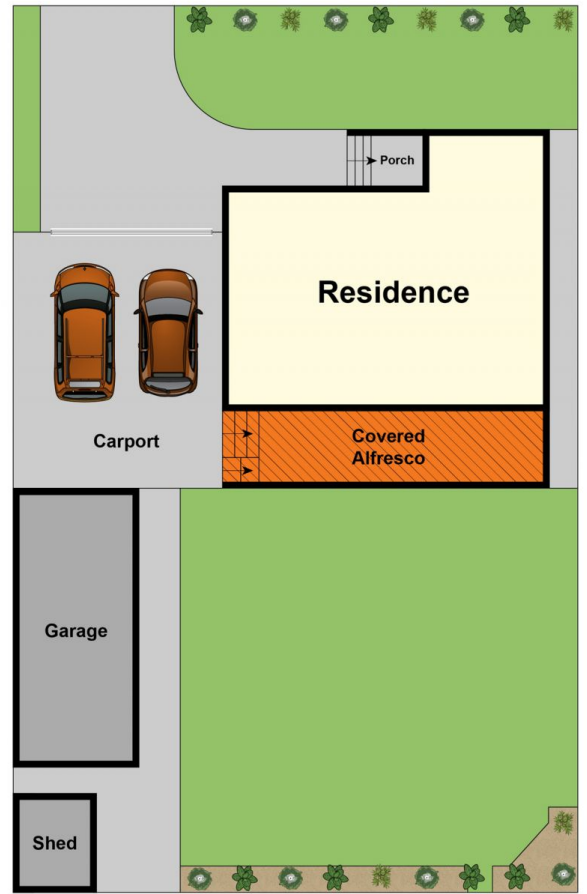 Porch
Residence
Carport
Covered
Alfresco
Garage
Shed